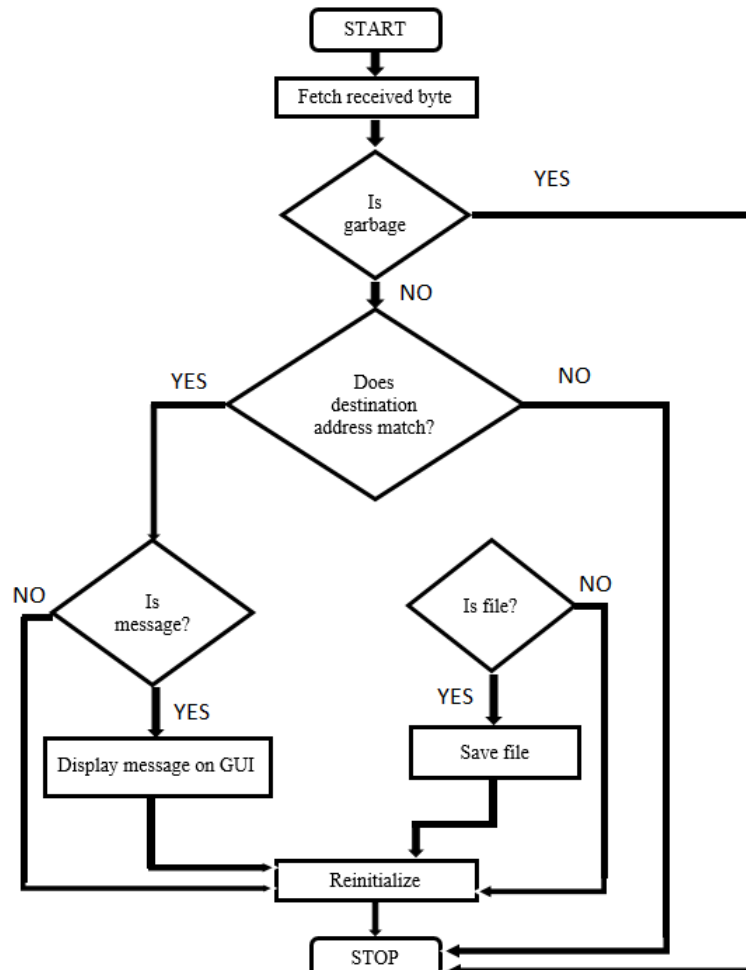 START
Fetch received byte
Is
garbage
YES
NO
Does
destination
address match?
YES
NO
Is
message?
NO
YES
Is file?
NO
YES
Display message on GUI
Save file
Reinitialize
STOP